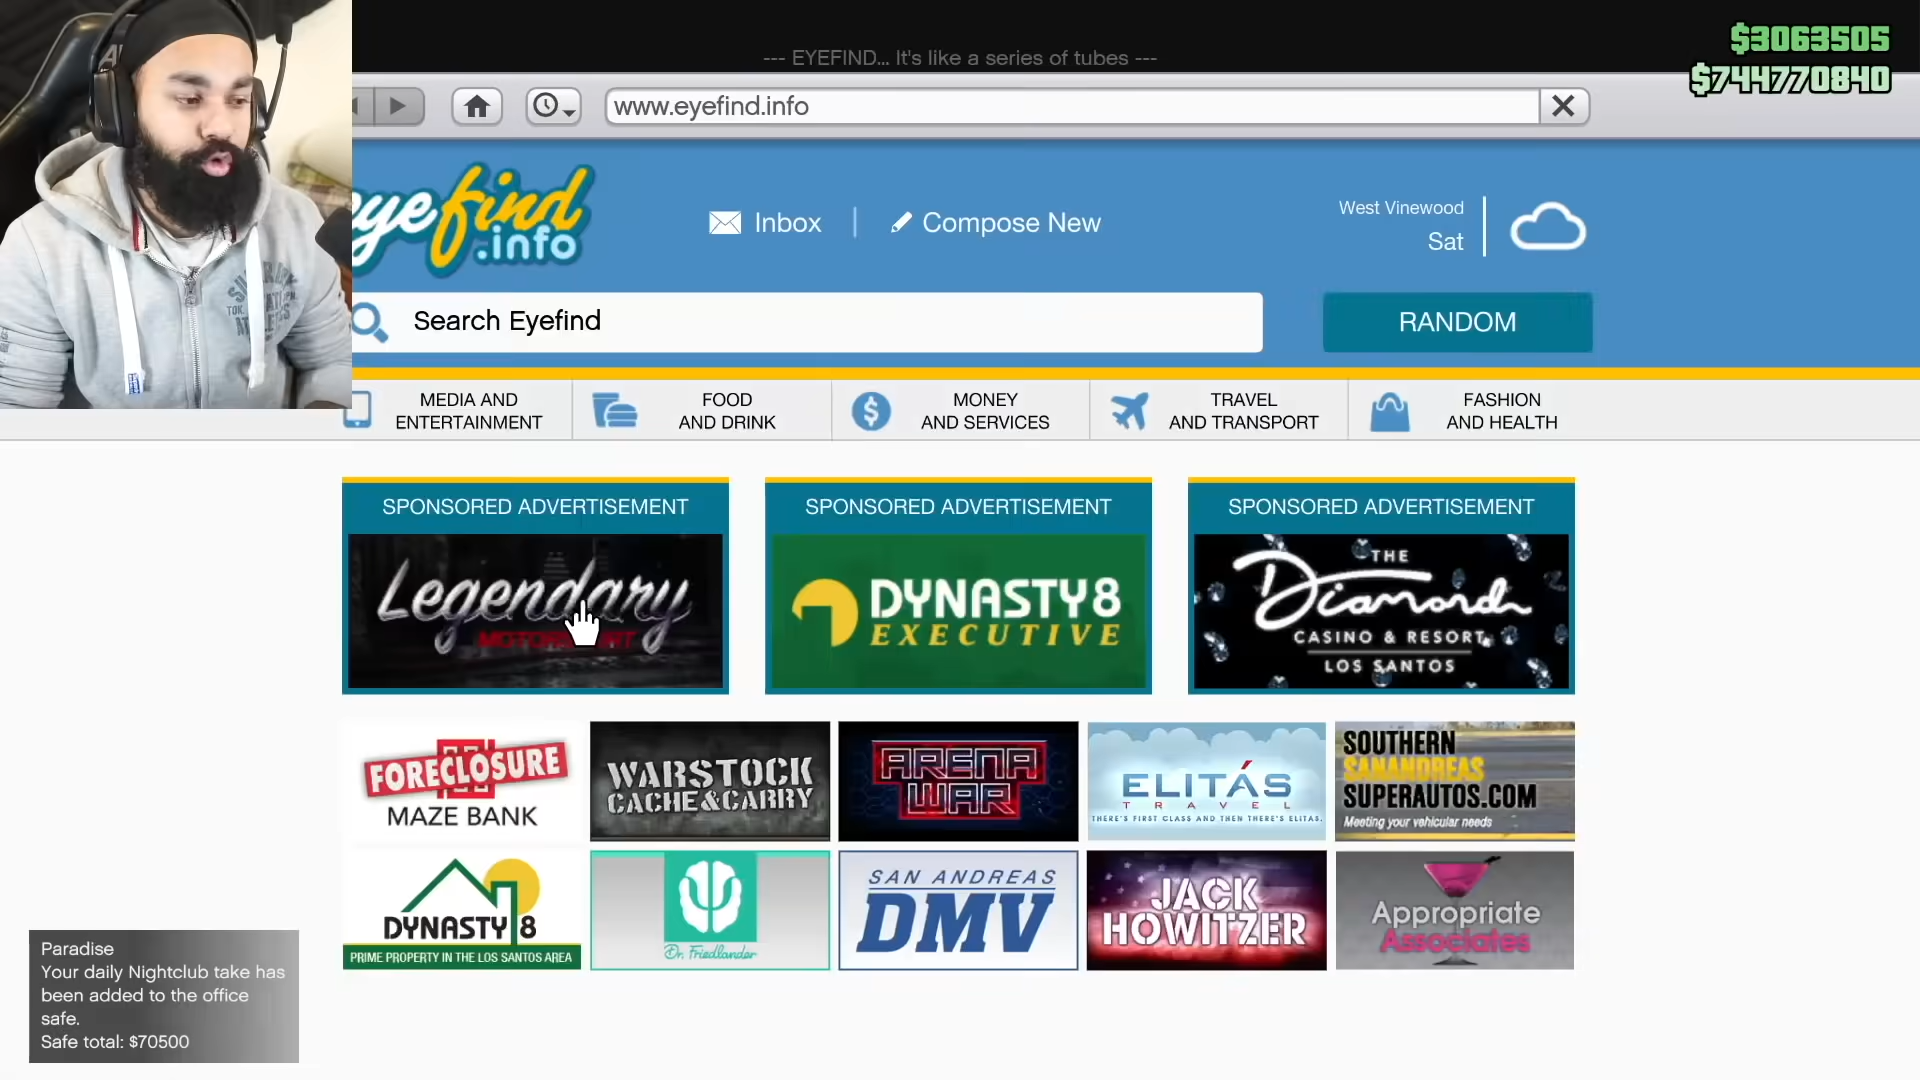 --- EYEFIND... It's like a series of tubes ---
$3063505
$744770840
www.eyefind.info
eyefind
.info
Inbox
Compose New
West Vinewood
Sat
Search Eyefind
RANDOM
MEDIA AND
ENTERTAINMENT
FOOD
AND DRINK
MONEY
AND SERVICES
TRAVEL
AND TRANSPORT
FASHION
AND HEALTH
SPONSORED ADVERTISEMENT
Legendary
SPONSORED ADVERTISEMENT
DYNASTY8
EXECUTIVE
SPONSORED ADVERTISEMENT
THE
Diamond
CASINO & RESORT
LOS SANTOS
FORECLOSURE
MAZE BANK
WARSTOCK
CACHE&CARRY
ARENA
WAR
ELITÁS
TRAVEL
THERE'S FIRST CLASS AND THEN THERE'S ELITAS.
SOUTHERN
SANANDREAS
SUPERAUTOS.COM
Meeting your vehicular needs
DYNASTY 8
PRIME PROPERTY IN THE LOS SANTOS AREA
Dr. Friedlander
SAN ANDREAS
DMV
JACK
HOWITZER
Appropriate
Associates
Paradise
Your daily Nightclub take has
been added to the office
safe.
Safe total: $70500